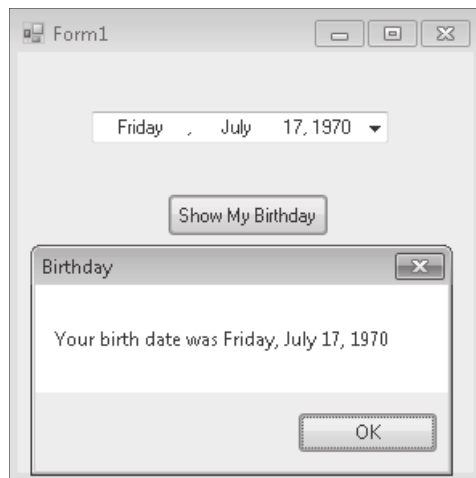 Form1
Friday , July 17, 1970
Show My Birthday
Birthday
Your birth date was Friday, July 17, 1970
OK